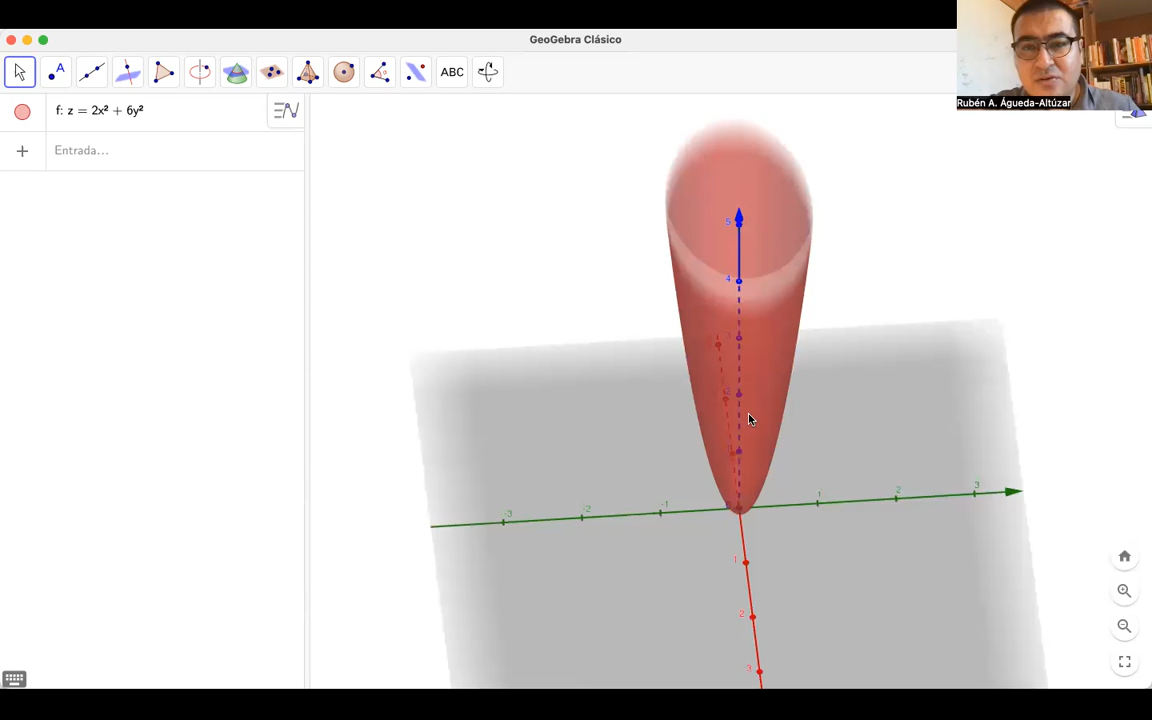 GeoGebra Clásico
ABC
A
f: z = 2x² + 6y²
Entrada…
Rubén A. Águeda-Altúzar
5
4
-3
-2
-1
1
2
3
1
2
3